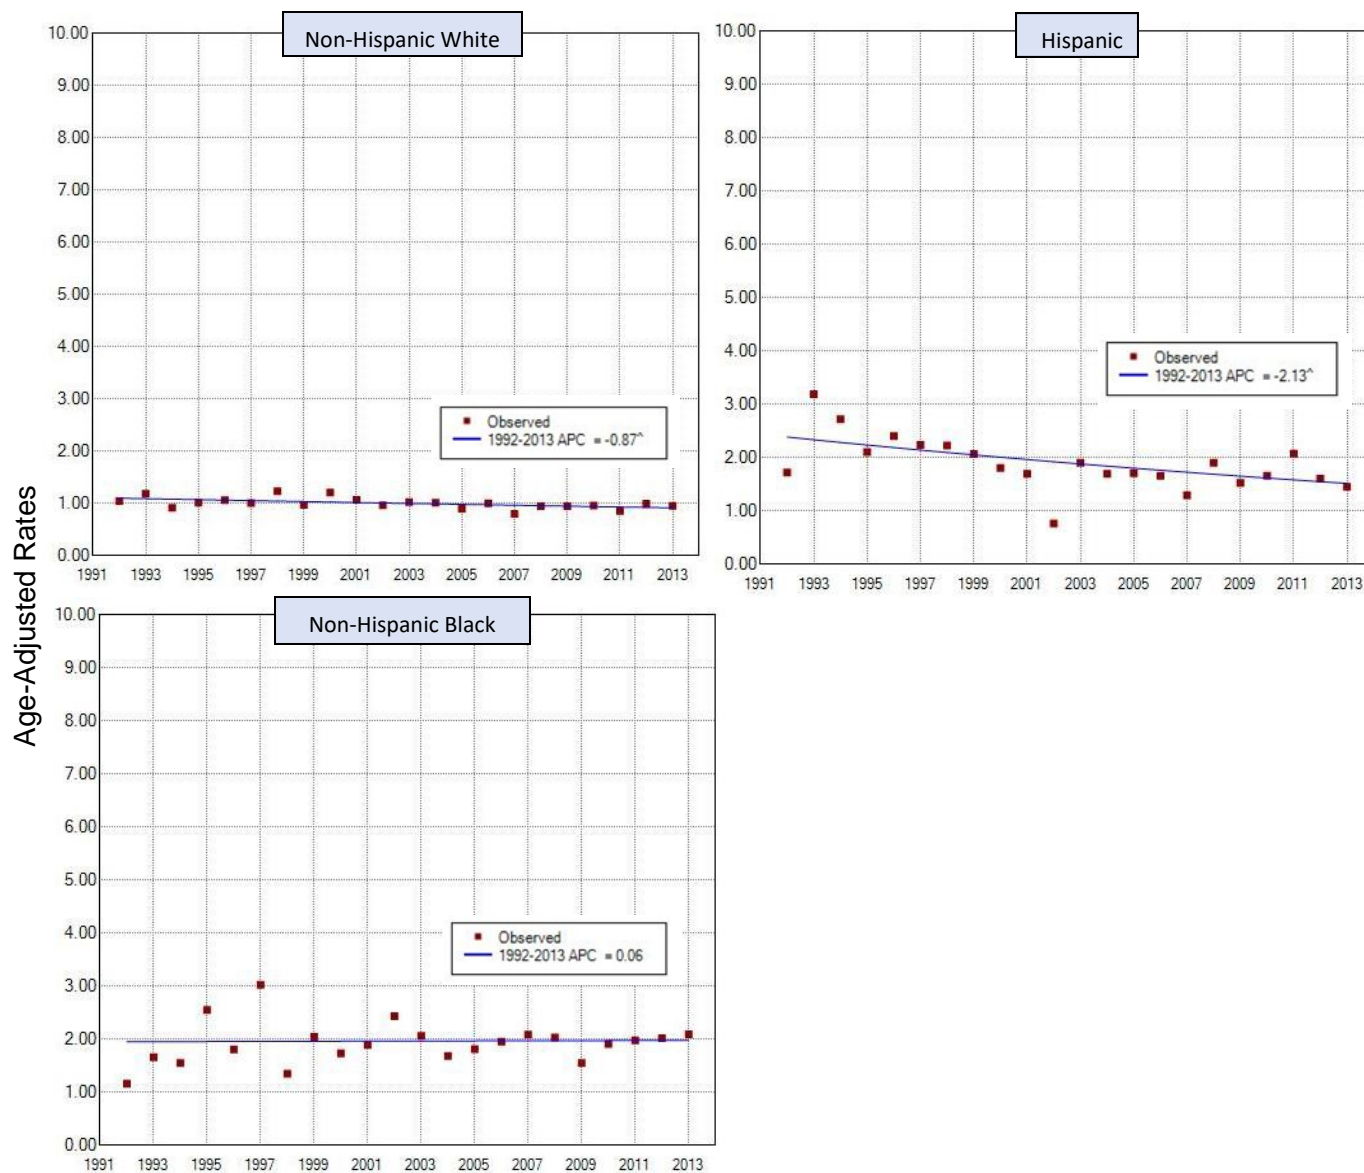 Age-Adjusted Rates
Non-Hispanic White
10.00
9.00
8.00
7.00
6.00
5.00
4.00
3.00
2.00
1.00
0.00
Observed
1992-2013 APC = -0.87^
1991 1993 1995 1997 1999 2001 2003 2005 2007 2009 2011 2013
Hispanic
10.00
9.00
8.00
7.00
6.00
5.00
4.00
3.00
2.00
1.00
0.00
Observed
1992-2013 APC = -2.13^
1991 1993 1995 1997 1999 2001 2003 2005 2007 2009 2011 2013
Non-Hispanic Black
10.00
9.00
8.00
7.00
6.00
5.00
4.00
3.00
2.00
1.00
0.00
Observed
1992-2013 APC = 0.06
1991 1993 1995 1997 1999 2001 2003 2005 2007 2009 2011 2013